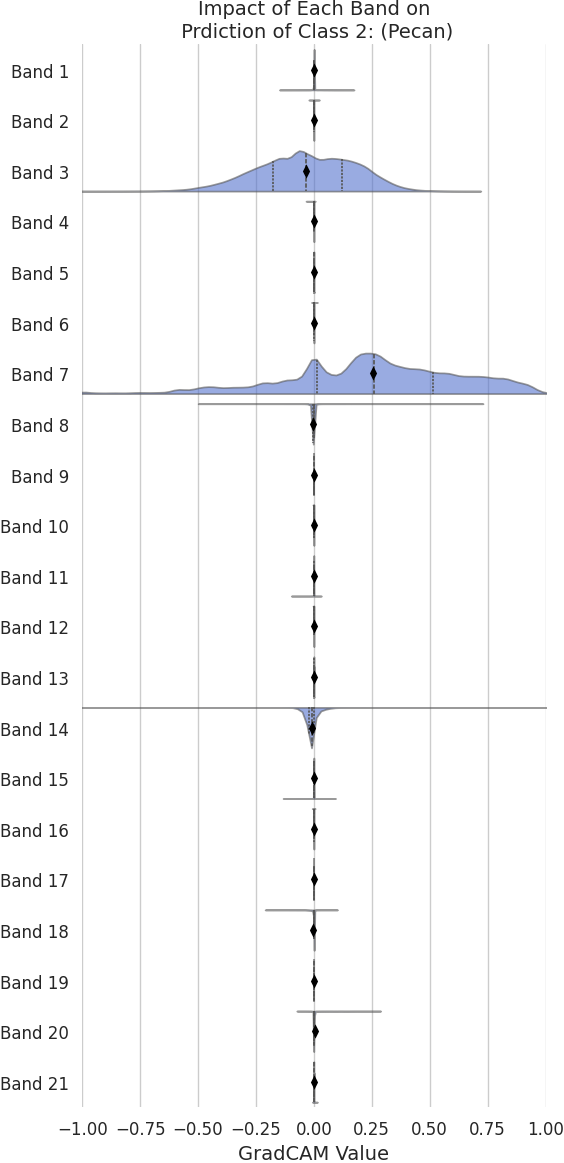 Impact of Each Band on
Prdiction of Class 2: (Pecan)
Band 1
Band 2
Band 3
Band 4
Band 5
Band 6
Band 7
Band 8
Band 9
Band 10
Band 11
Band 12
Band 13
Band 14
Band 15
Band 16
Band 17
Band 18
Band 19
Band 20
Band 21
−1.00 −0.75 −0.50 −0.25 0.00 0.25 0.50 0.75 1.00
GradCAM Value